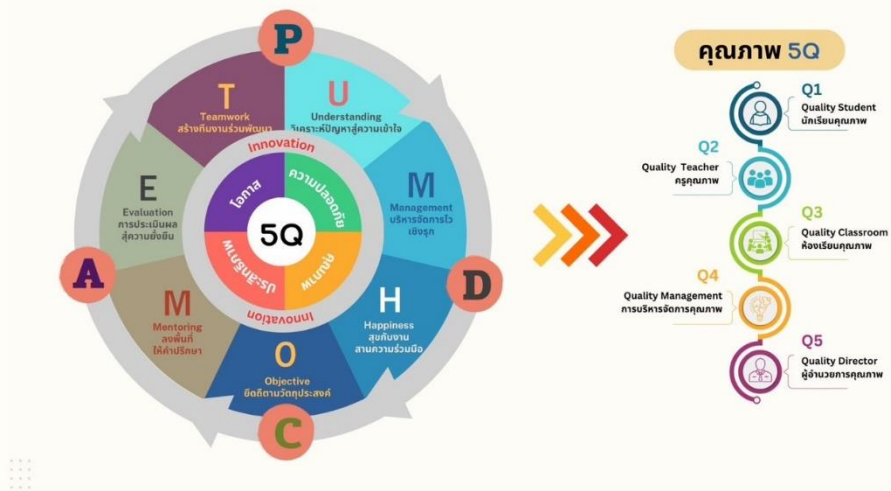 P
T
Teamwork
สร้างทีมงานร่วมพัฒนา
U
Understanding
วิเคราะห์ปัญหาสู่ความเข้าใจ
E
Evaluation
การประเมินผล
สู่ความยั่งยืน
M
Management
บริหารจัดการไว
เชิงรุก
A
D
M
Mentoring
ลงพื้นที่
ให้คำปรึกษา
H
Happiness
สุขกับงาน
สานความร่วมมือ
O
Objective
ยึดถือตามวัตถุประสงค์
C
Innovation
โอกาส
ความปลอดภัย
5Q
ประสิทธิภาพ
คุณภาพ
Innovation
คุณภาพ 5Q
Q1
Quality Student
นักเรียนคุณภาพ
Q2
Quality Teacher
ครูคุณภาพ
Q3
Quality Classroom
ห้องเรียนคุณภาพ
Q4
Quality Management
การบริหารจัดการคุณภาพ
Q5
Quality Director
ผู้อำนวยการคุณภาพ